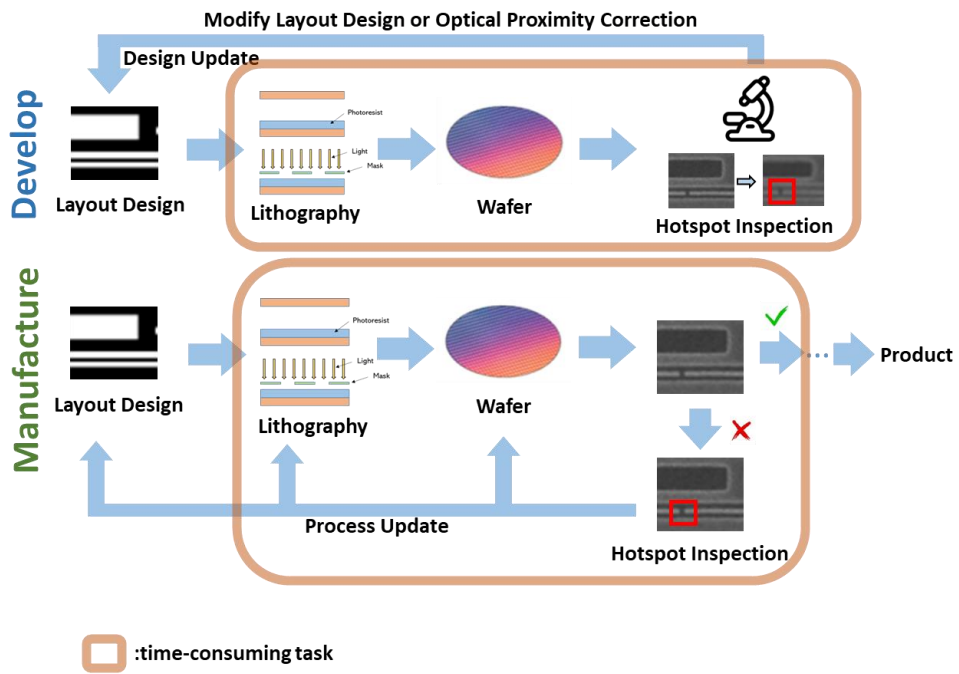 Modify Layout Design or Optical Proximity Correction
Design Update
Develop
Photoresist
Light
Mask
Layout Design
Lithography
Wafer
Hotspot Inspection
Manufacture
Photoresist
Light
Mask
Product
Layout Design
Lithography
Wafer
Process Update
Hotspot Inspection
:time-consuming task